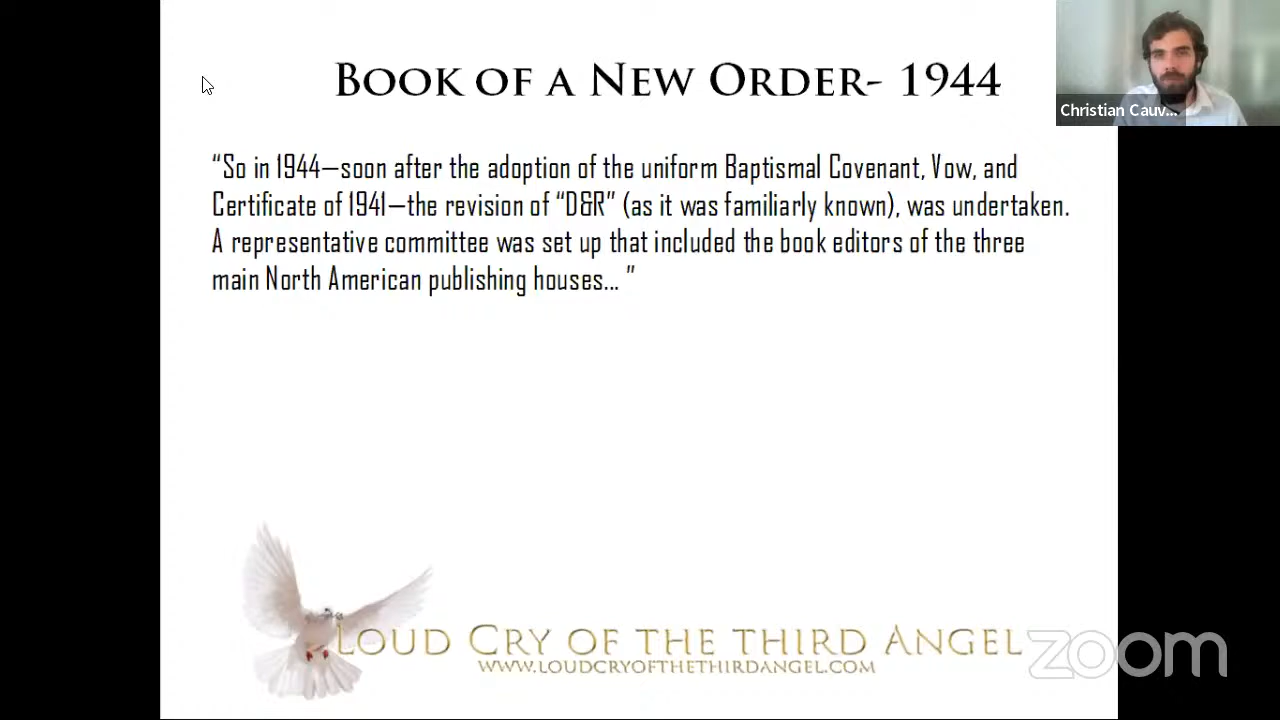 BOOK OF A NEW ORDER- 1944
Christian Cauv...
“So in 1944—soon after the adoption of the uniform Baptismal Covenant, Vow, and
Certificate of 1941—the revision of “D&R” (as it was familiarly known), was undertaken.
A representative committee was set up that included the book editors of the three
main North American publishing houses... ”
LOUD CRY OF THE THIRD ANGEL
WWW.LOUDCRYOFTHETHIRDANGEL.COM
zoom